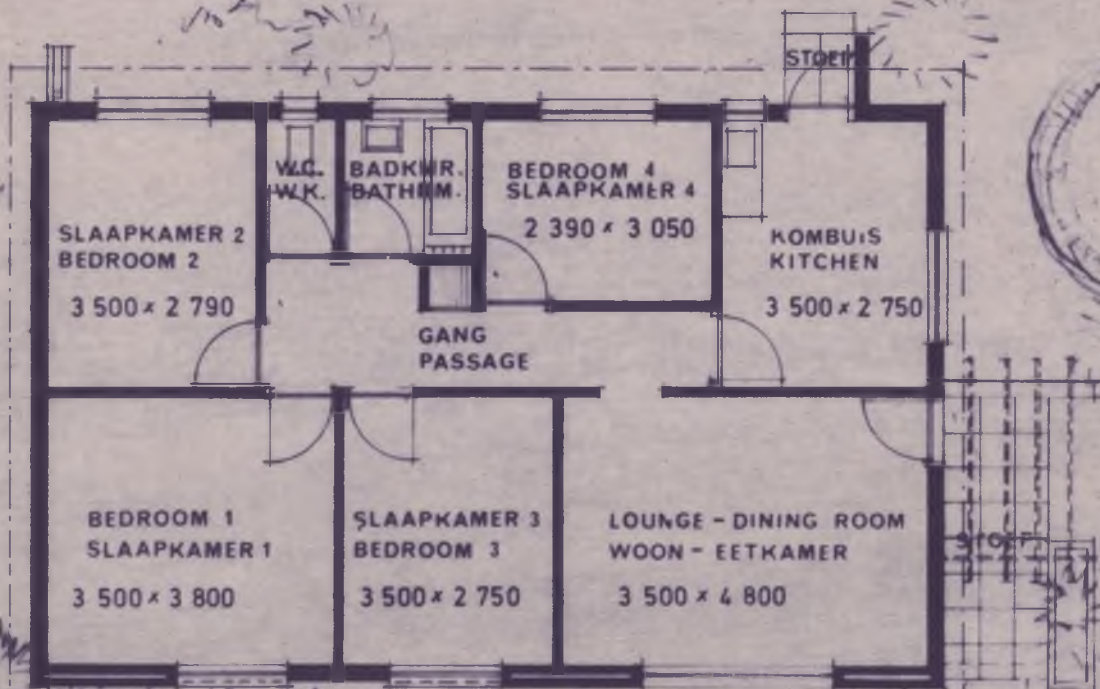 STOEP
W.C.
W.K.
BADKMR.
BATHRM.
BEDROOM 4
SLAAPKAMER 4
2 390 x 3 050
SLAAPKAMER 2
BEDROOM 2
3 500 x 2 790
KOMBUIS
KITCHEN
3 500 x 2 750
GANG
PASSAGE
BEDROOM 1
SLAAPKAMER 1
3 500 x 3 800
SLAAPKAMER 3
BEDROOM 3
3 500 x 2 750
LOUNGE - DINING ROOM
WOON - EETKAMER
3 500 x 4 800
STOEP